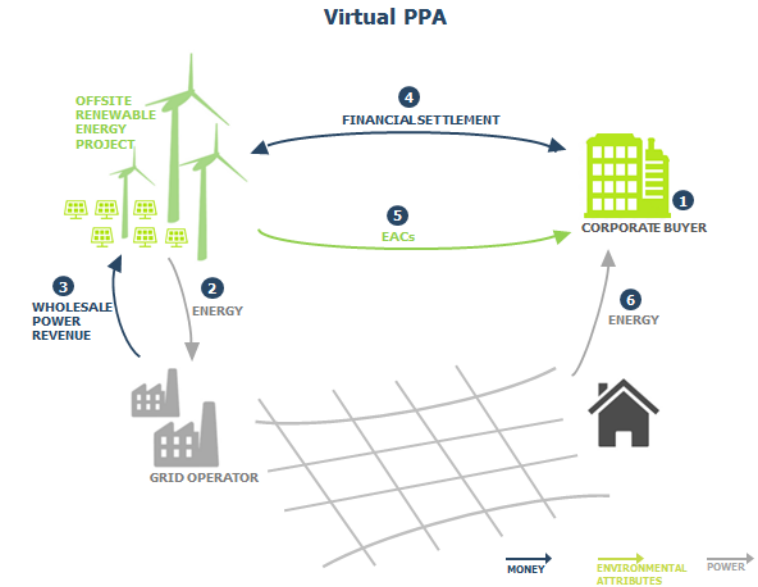 Virtual PPA
4
FINANCIALSETTLEMENT
OFFSITE
RENEWABLE
ENERGY
PROJECT
1
CORPORATE BUYER
5
EACs
3
WHOLESALE
POWER
REVENUE
2
ENERGY
6
ENERGY
GRID OPERATOR
MONEY
ENVIRONMENTAL
ATTRIBUTES
POWER